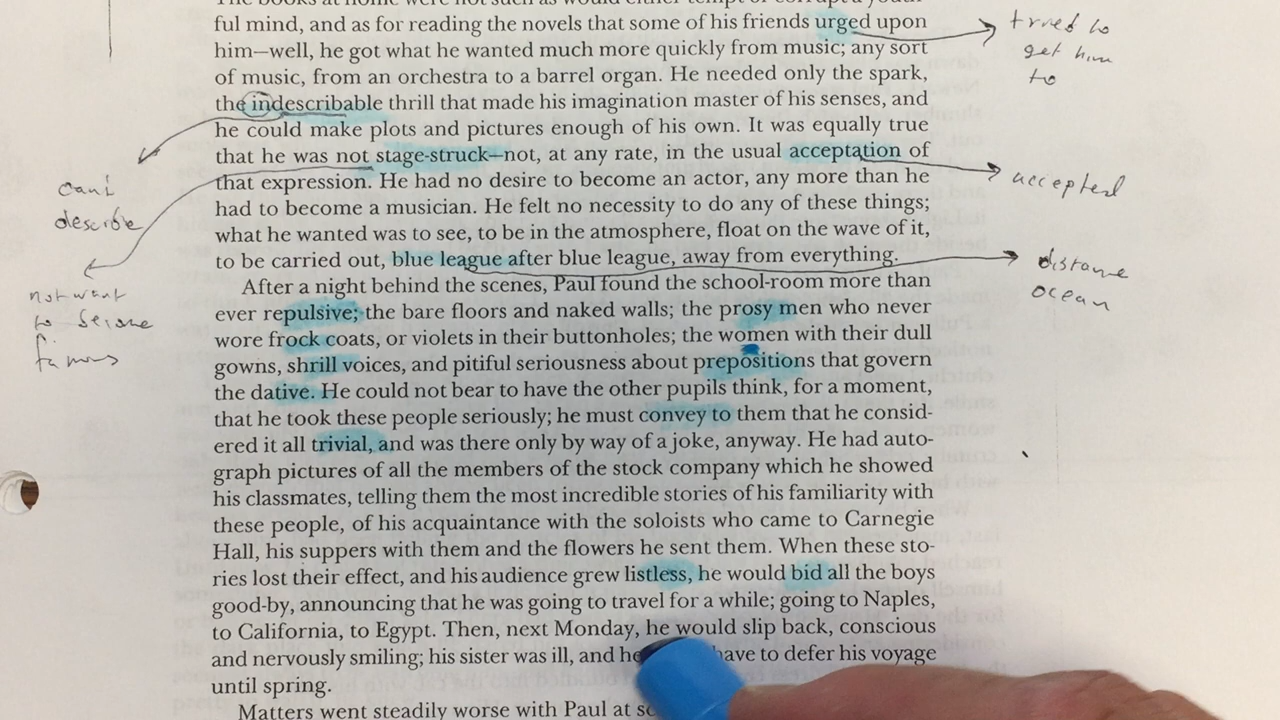 ful mind, and as for reading the novels that some of his friends urged upon
him—well, he got what he wanted much more quickly from music; any sort
of music, from an orchestra to a barrel organ. He needed only the spark,
the indescribable thrill that made his imagination master of his senses, and
he could make plots and pictures enough of his own. It was equally true
that he was not stage-struck—not, at any rate, in the usual acceptation of
that expression. He had no desire to become an actor, any more than he
had to become a musician. He felt no necessity to do any of these things;
what he wanted was to see, to be in the atmosphere, float on the wave of it,
to be carried out, blue league after blue league, away from everything.
After a night behind the scenes, Paul found the school-room more than
ever repulsive; the bare floors and naked walls; the prosy men who never
wore frock coats, or violets in their buttonholes; the women with their dull
gowns, shrill voices, and pitiful seriousness about prepositions that govern
the dative. He could not bear to have the other pupils think, for a moment,
that he took these people seriously; he must convey to them that he consid-
ered it all trivial, and was there only by way of a joke, anyway. He had auto-
graph pictures of all the members of the stock company which he showed
his classmates, telling them the most incredible stories of his familiarity with
these people, of his acquaintance with the soloists who came to Carnegie
Hall, his suppers with them and the flowers he sent them. When these sto-
ries lost their effect, and his audience grew listless, he would bid all the boys
good-by, announcing that he was going to travel for a while; going to Naples,
to California, to Egypt. Then, next Monday, he would slip back, conscious
and nervously smiling; his sister was ill, and he have to defer his voyage
until spring.
Matters went steadily worse with Paul at
tried to
get him
to
can't
describe
accepted
distance
ocean
not want
to
famous